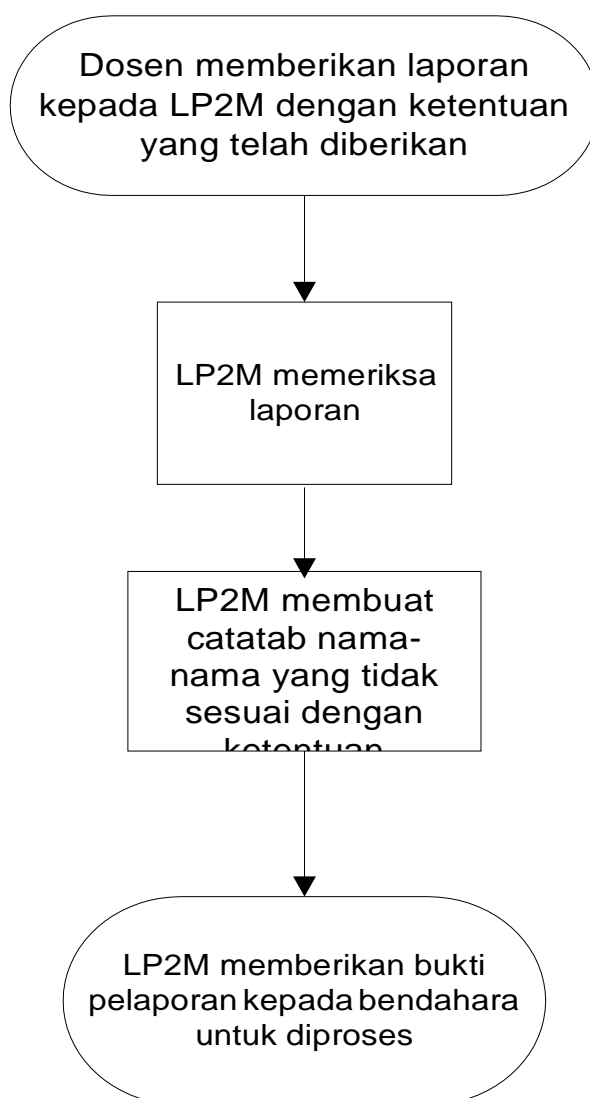 Dosen memberikan laporan
kepada LP2M dengan ketentuan
yang telah diberikan
LP2M memeriksa
laporan
LP2M membuat
catatab nama-
nama yang tidak
sesuai dengan
ketentuan
LP2M memberikan bukti
pelaporan kepada bendahara
untuk diproses